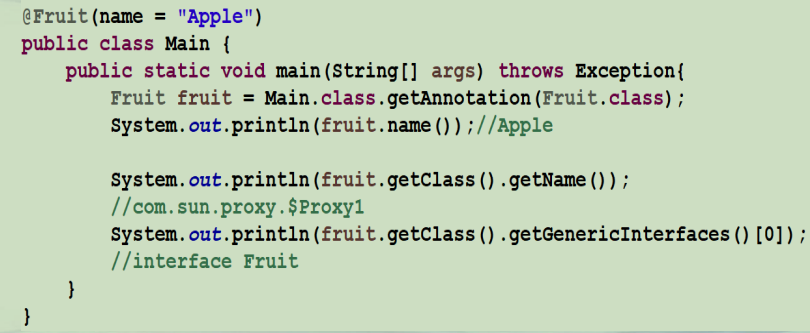 @Fruit(name = "Apple")
public class Main {
    public static void main(String[] args) throws Exception{
        Fruit fruit = Main.class.getAnnotation(Fruit.class);
        System.out.println(fruit.name());//Apple

        System.out.println(fruit.getClass().getName());
        //com.sun.proxy.$Proxy1
        System.out.println(fruit.getClass().getGenericInterfaces()[0]);
        //interface Fruit
    }
}